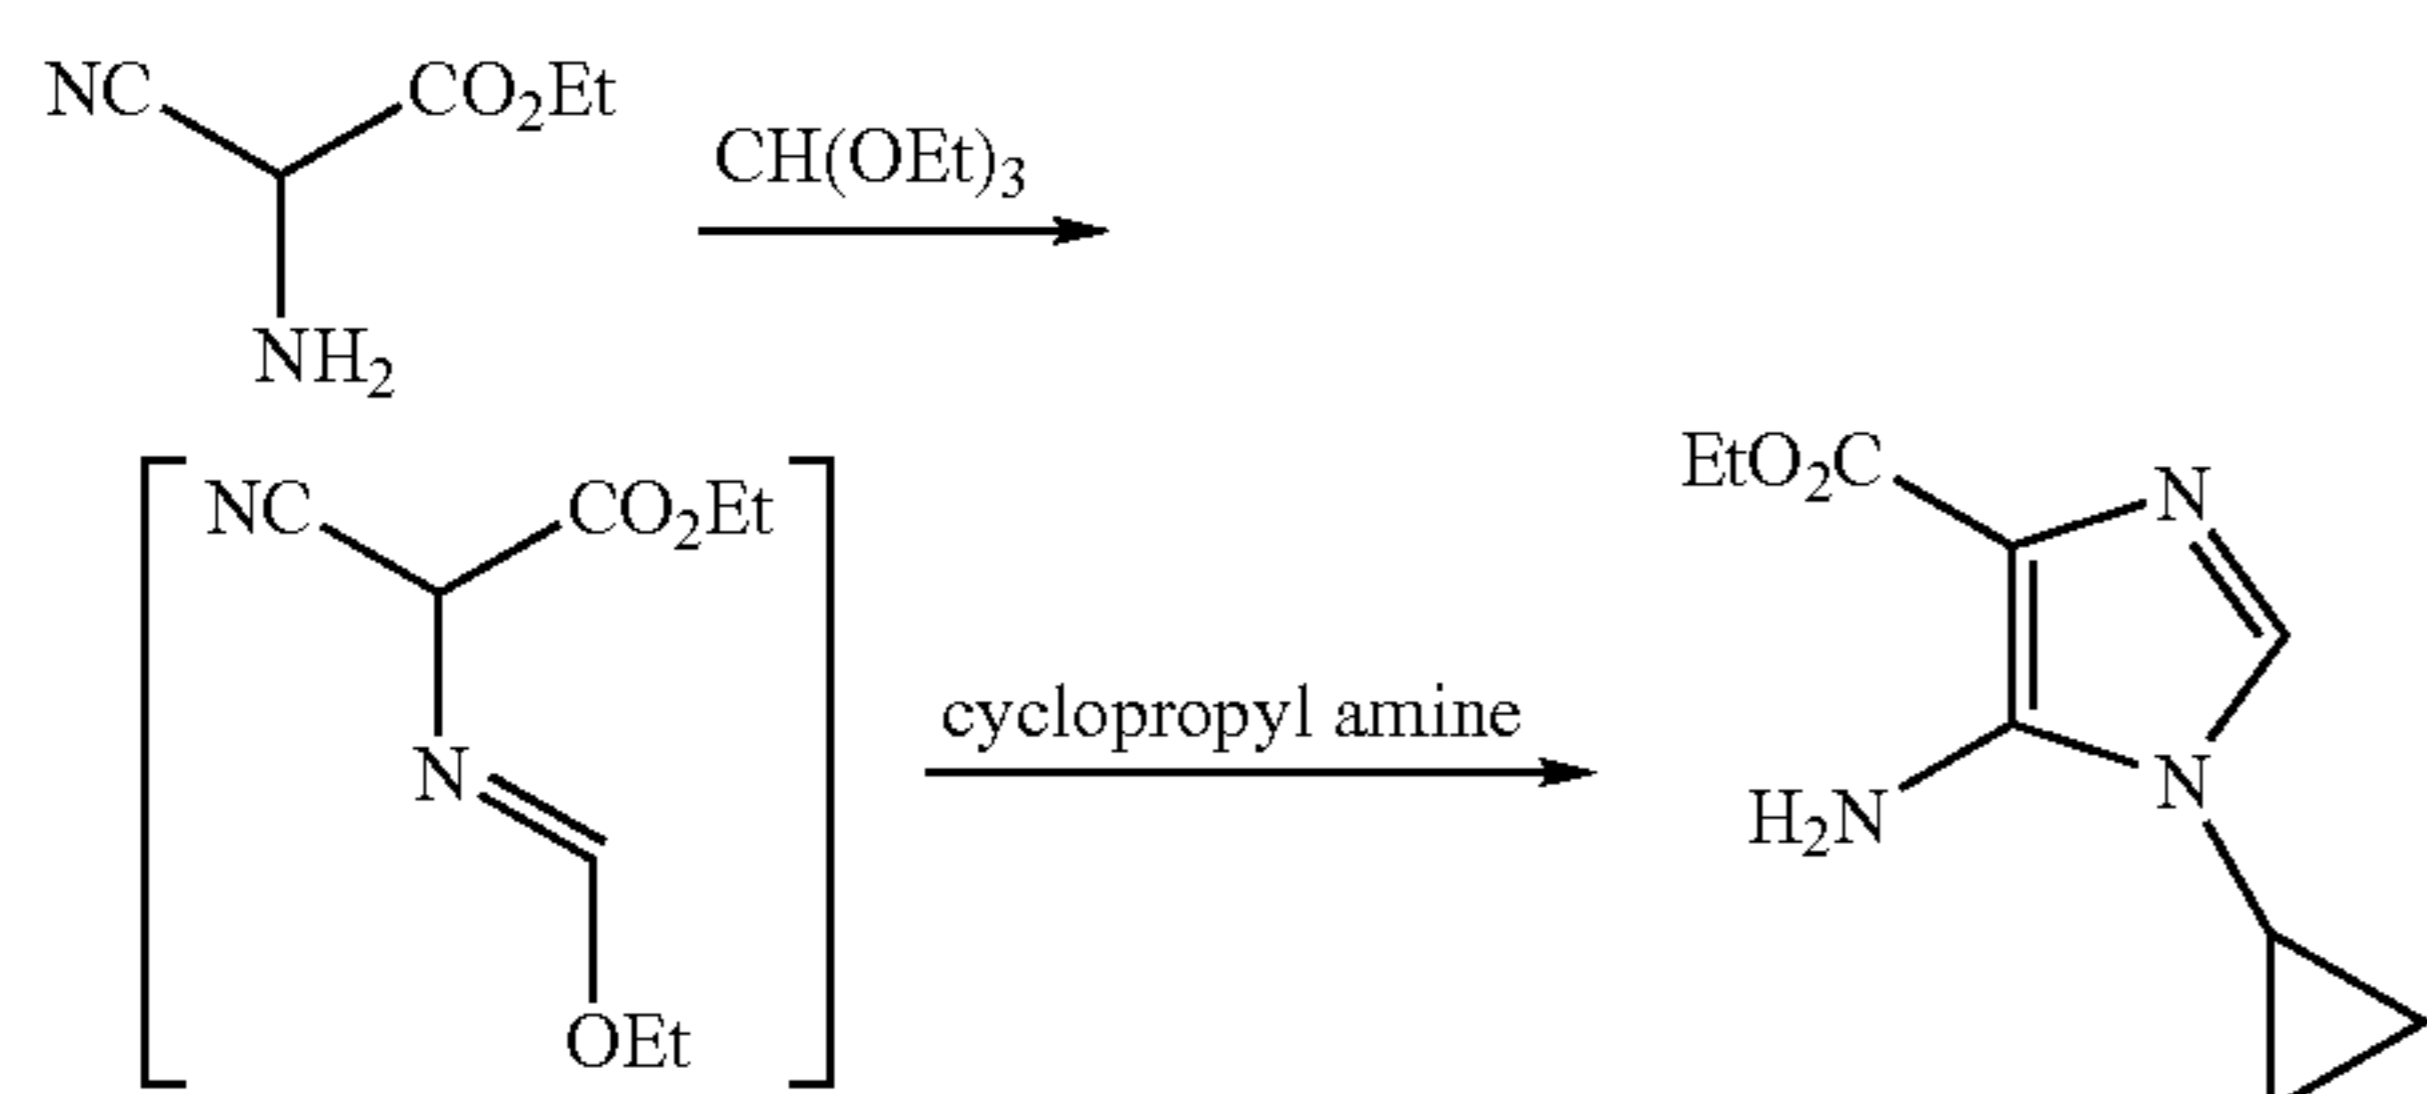 NC CO2Et
CH(OEt)3
NH2
NC CO2Et
N
OEt
cyclopropyl amine
EtO2C N
H2N N